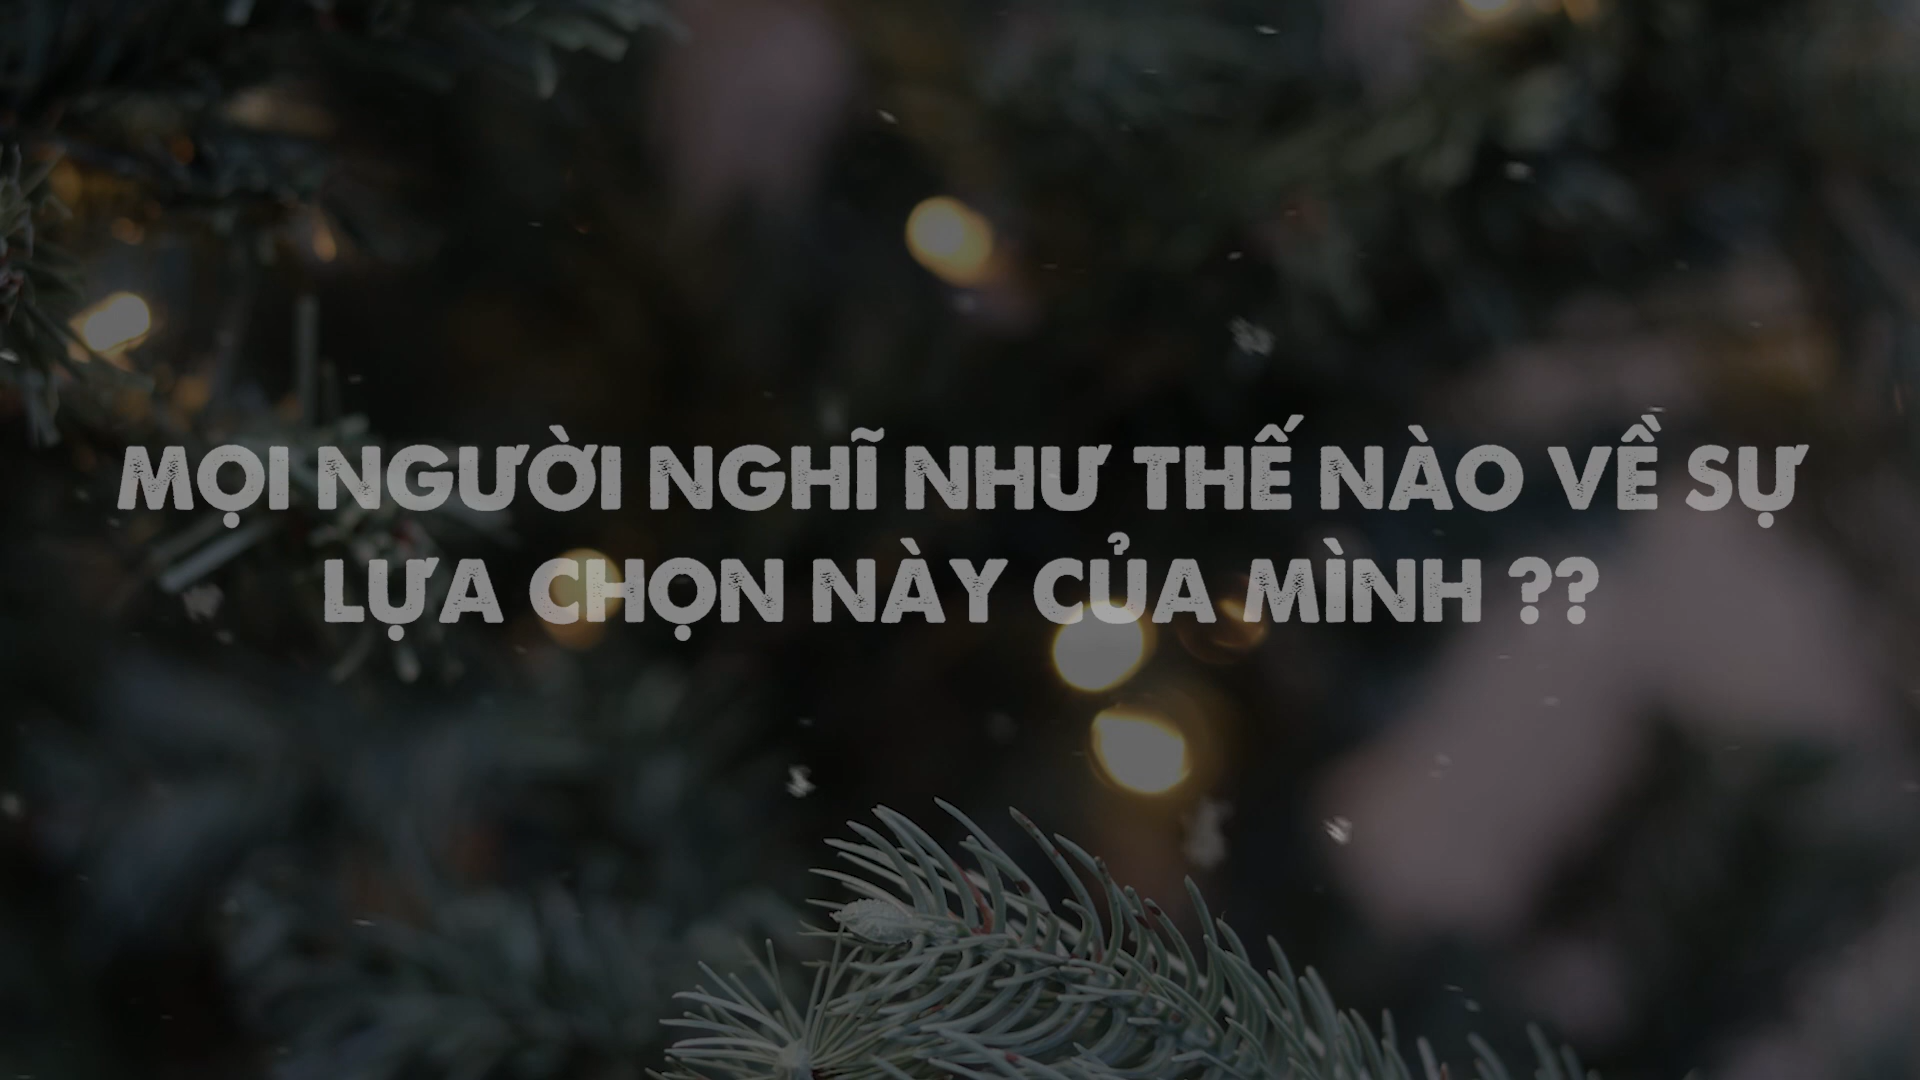 MỌI NGƯỜI NGHĨ NHƯ THẾ NÀO VỀ SỰ
LỰA CHỌN NÀY CỦA MÌNH ??